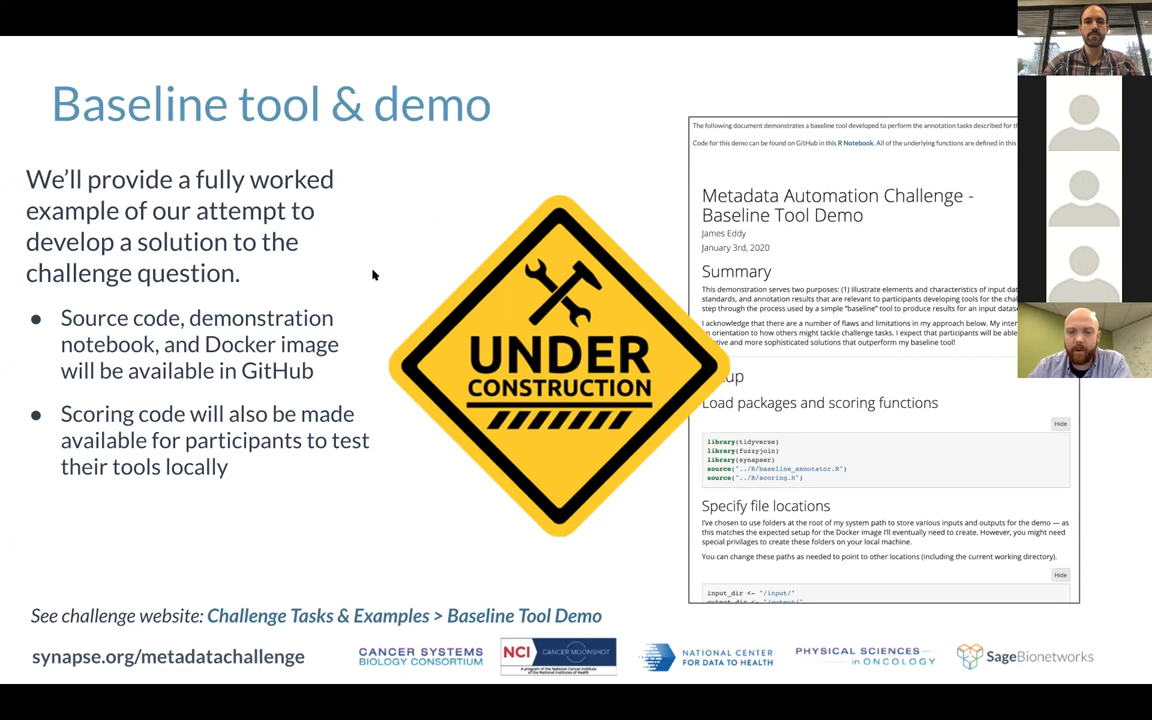 Baseline tool & demo
We'll provide a fully worked
example of our attempt to
develop a solution to the
challenge question.
● Source code, demonstration
notebook, and Docker image
will be available in GitHub
● Scoring code will also be made
available for participants to test
their tools locally
UNDER
CONSTRUCTION
The following document demonstrates a baseline tool developed to perform the annotation tasks described for
Code for this demo can be found on GitHub in this R Notebook. All of the underlying functions are defined in this
Metadata Automation Challenge -
Baseline Tool Demo
James Eddy
January 3rd, 2020
Summary
This demonstration serves two purposes: (1) illustrate elements and characteristics of input
standards, and annotation results that are relevant to participants developing tools for the
step through the process used by a simple "baseline" tool to produce results for an input
I acknowledge that there are a number of flaws and limitations in my approach below. My
orientation to how others might tackle challenge tasks. I expect that participants will be
and more sophisticated solutions that outperform my baseline tool!
Load packages and scoring functions
Hide
library(tidyverse)
library(fuzzyjoin)
library(synapser)
source("../R/baseline_annotator.R")
source("../R/scoring.R")
Specify file locations
I've chosen to use folders at the root of my system path to store various inputs and outputs for the demo — as
this matches the expected setup for the Docker image I'll eventually need to create. However, you might need
special privilages to create these folders on your local machine.
You can change these paths as needed to point to other locations (including the current working directory).
Hide
input_dir <- "/input/"
See challenge website: Challenge Tasks & Examples > Baseline Tool Demo
synapse.org/metadatachallenge
CANCER SYSTEMS
BIOLOGY CONSORTIUM
NCI CANCER MOONSHOT
A program of the National Cancer Institute
of the National Institutes of Health
NATIONAL CENTER
FOR DATA TO HEALTH
PHYSICAL SCIENCES
in ONCOLOGY
SageBionetworks